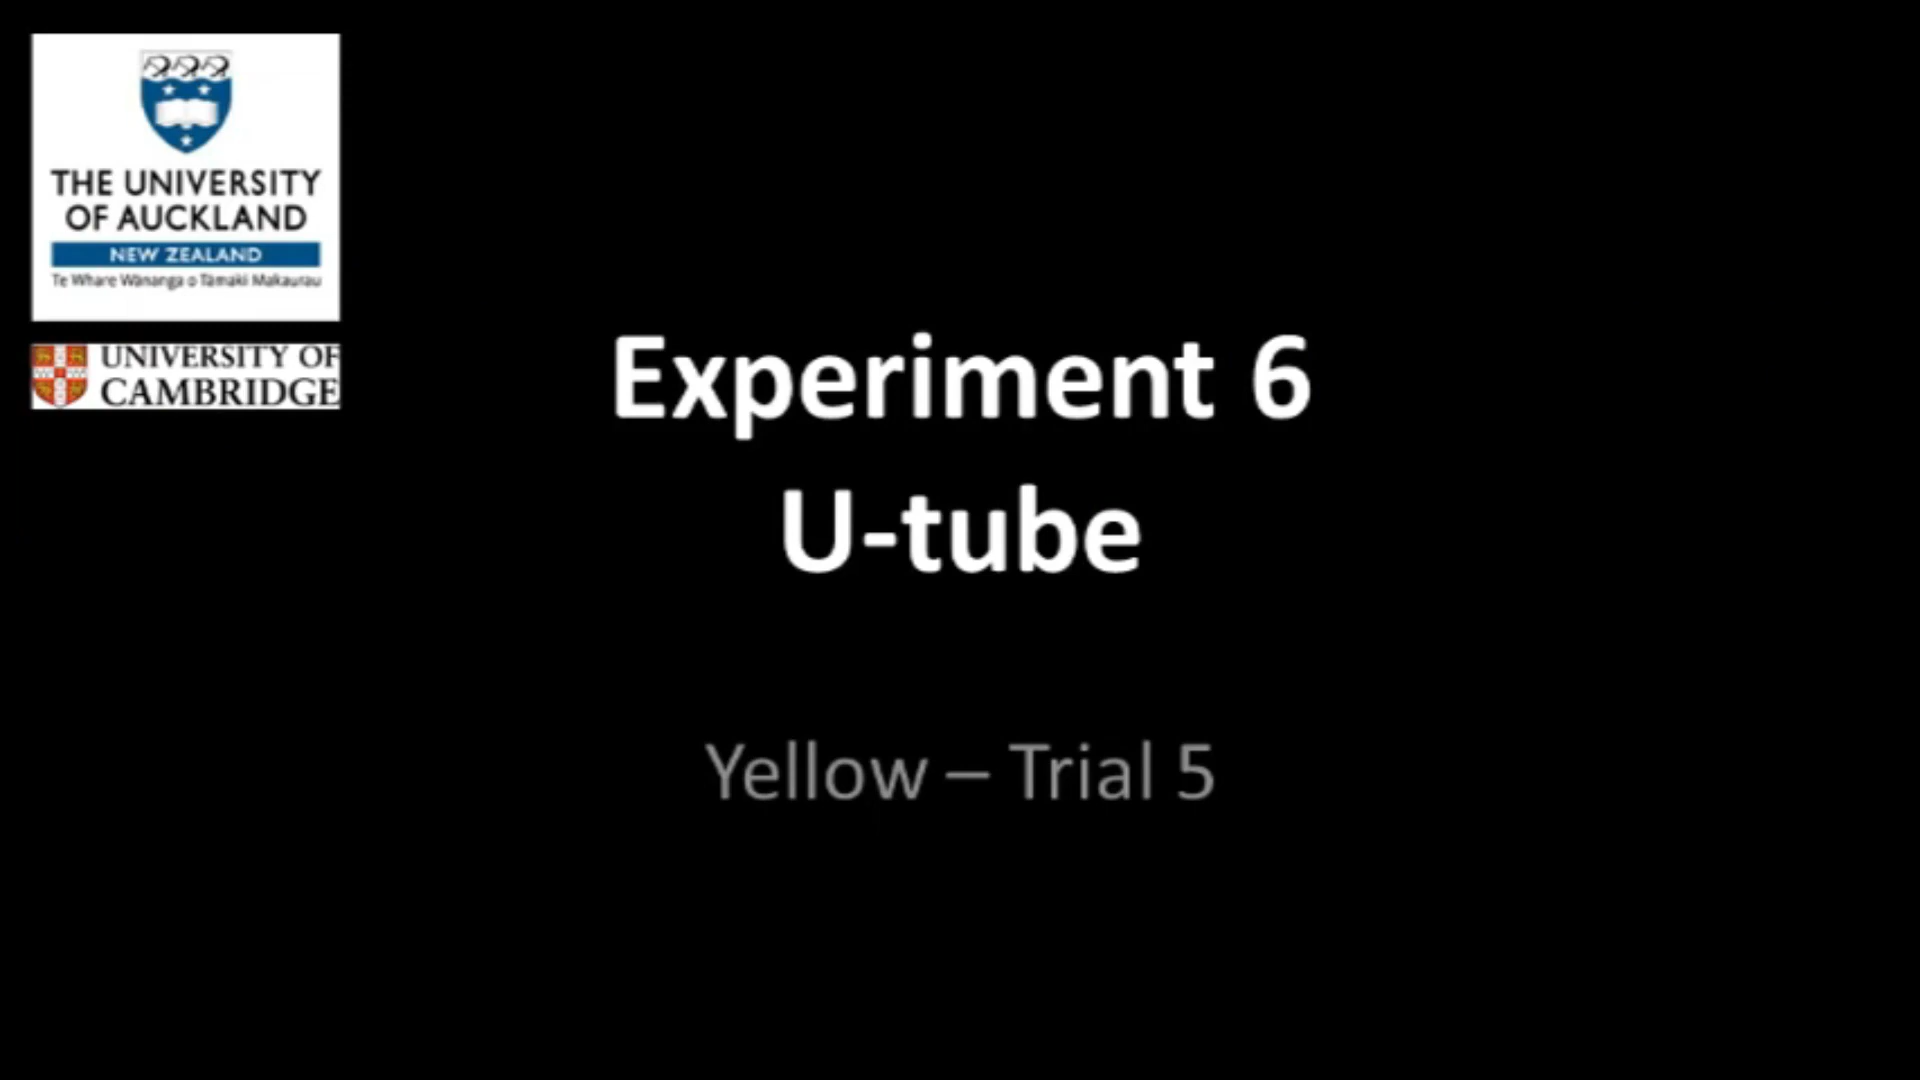 THE UNIVERSITY
OF AUCKLAND
NEW ZEALAND
Te Whare Wānanga o Tāmaki Makaurau
UNIVERSITY OF
CAMBRIDGE
Experiment 6
U-tube
Yellow – Trial 5